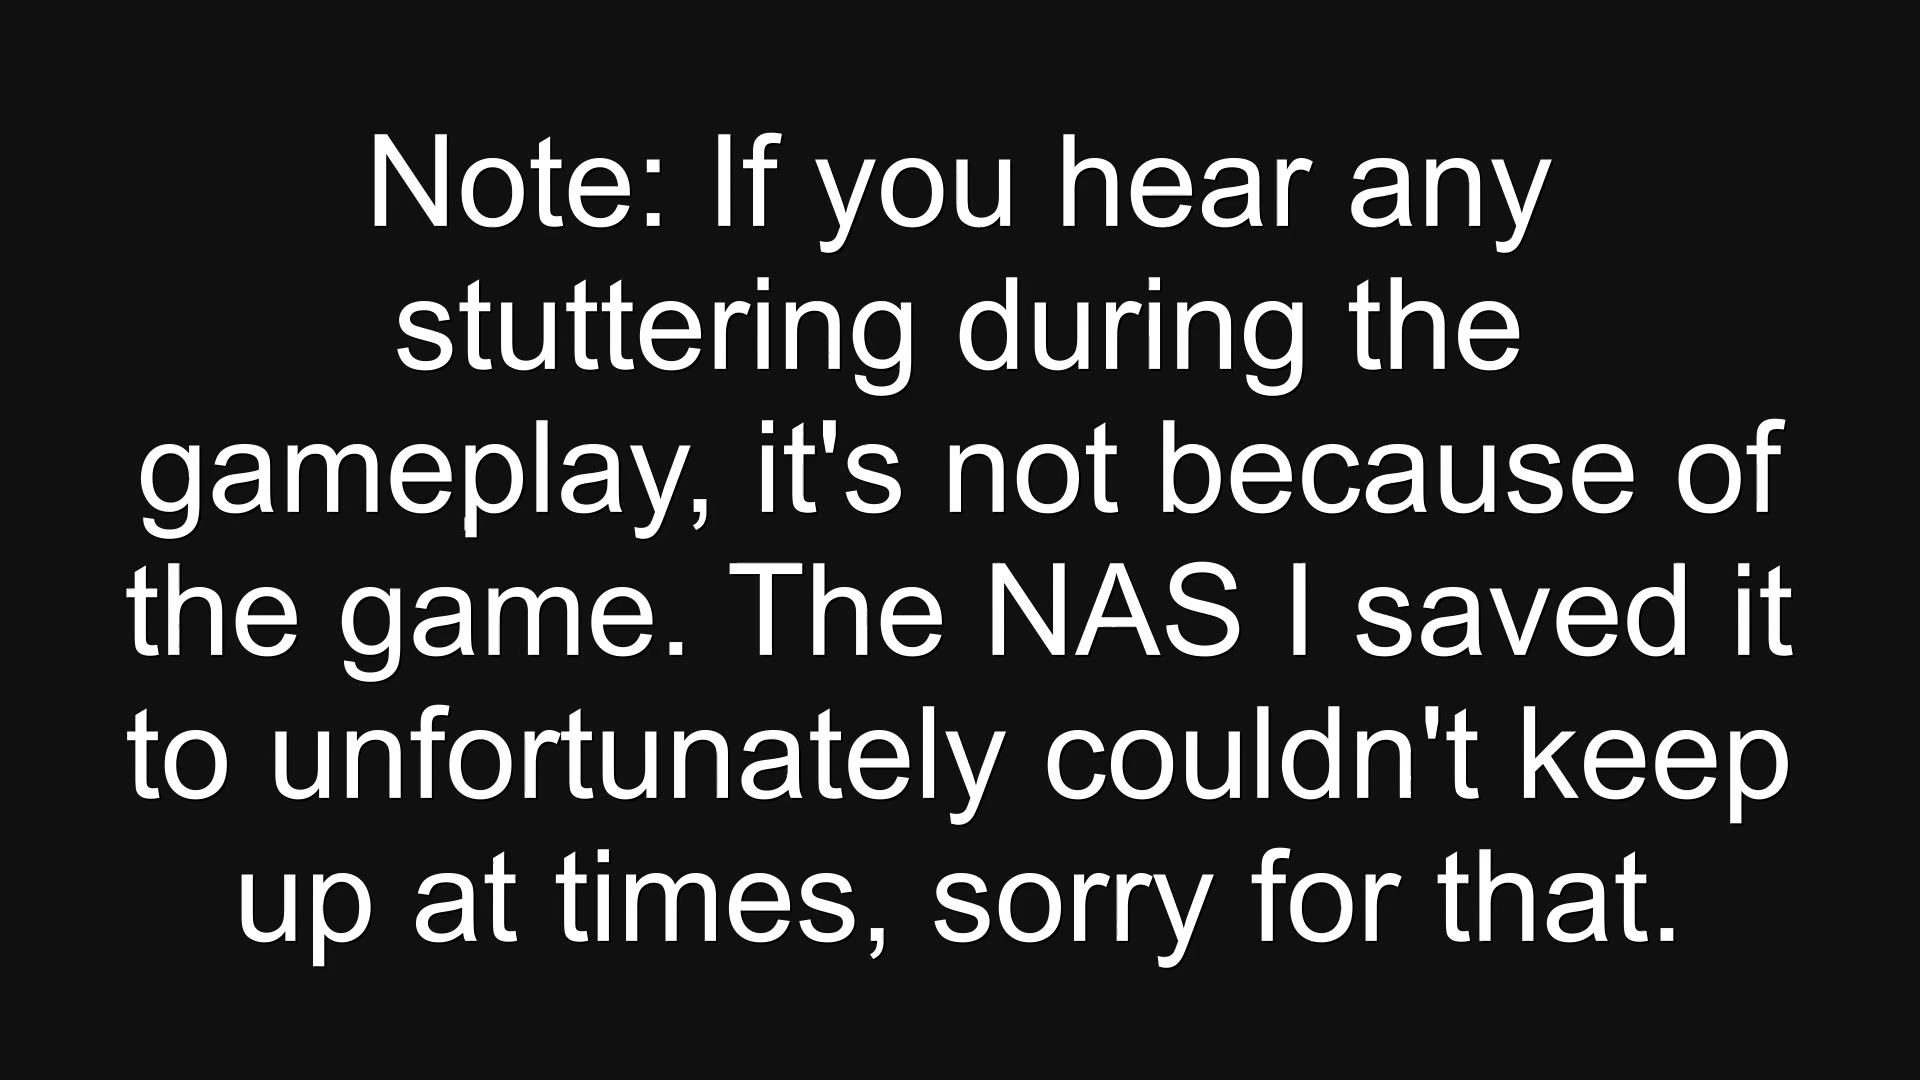 Note: If you hear any
stuttering during the
gameplay, it's not because of
the game. The NAS I saved it
to unfortunately couldn't keep
up at times, sorry for that.